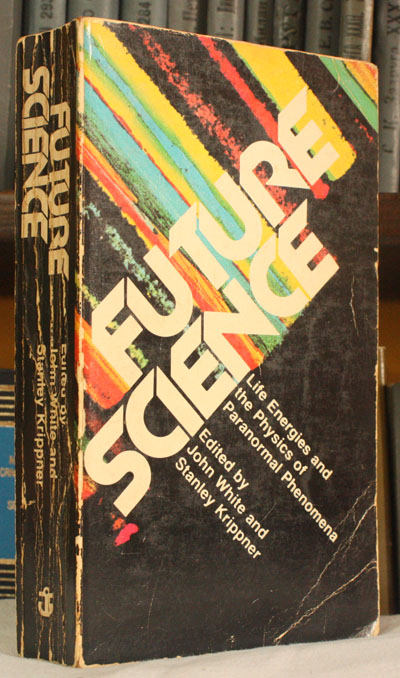 FUTURE
SCIENCE
Life Energies and
the Physics of
Paranormal Phenomena
Edited by
John White and
Stanley Krippner
FUTURE
SCIENCE
Edited by
John White and
Stanley Krippner